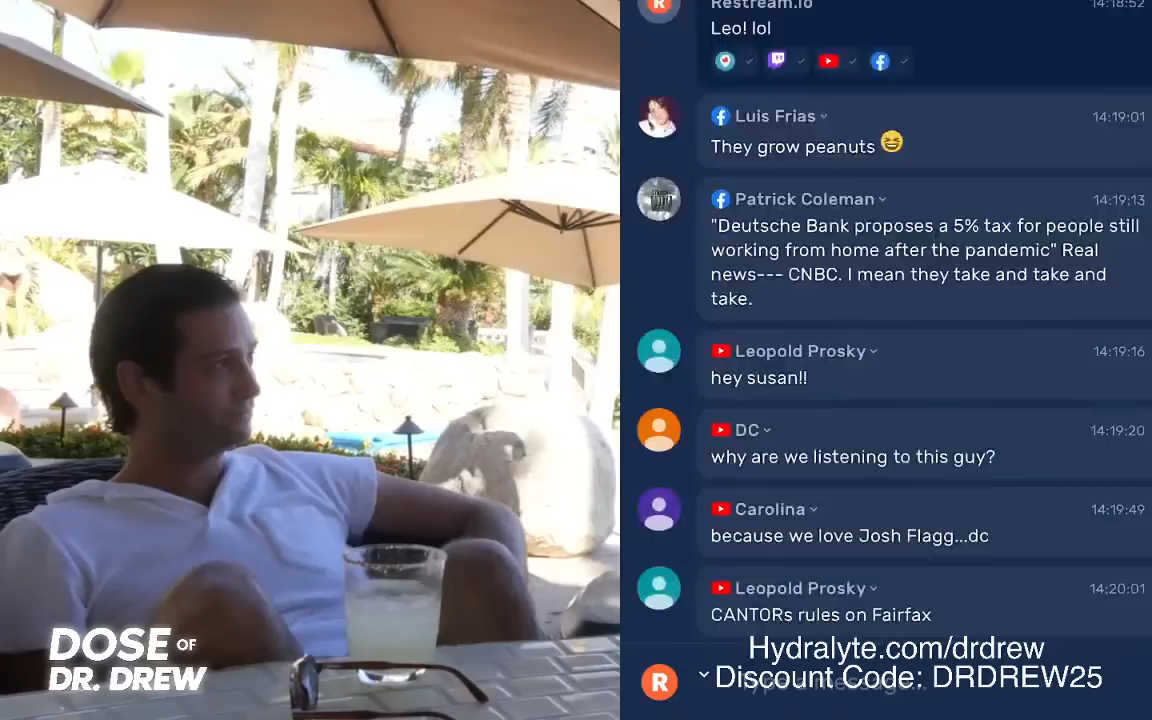 Restream.io
14:18:52
Leo! lol
Luis Frias
14:19:01
They grow peanuts
Patrick Coleman
14:19:13
"Deutsche Bank proposes a 5% tax for people still
working from home after the pandemic" Real
news--- CNBC. I mean they take and take and
take.
Leopold Prosky
14:19:16
hey susan!!
DC
14:19:20
why are we listening to this guy?
Carolina
14:19:49
because we love Josh Flagg...dc
Leopold Prosky
14:20:01
CANTORs rules on Fairfax
Hydralyte.com/drdrew
R
Discount Code: DRDREW25
DOSE OF
DR. DREW